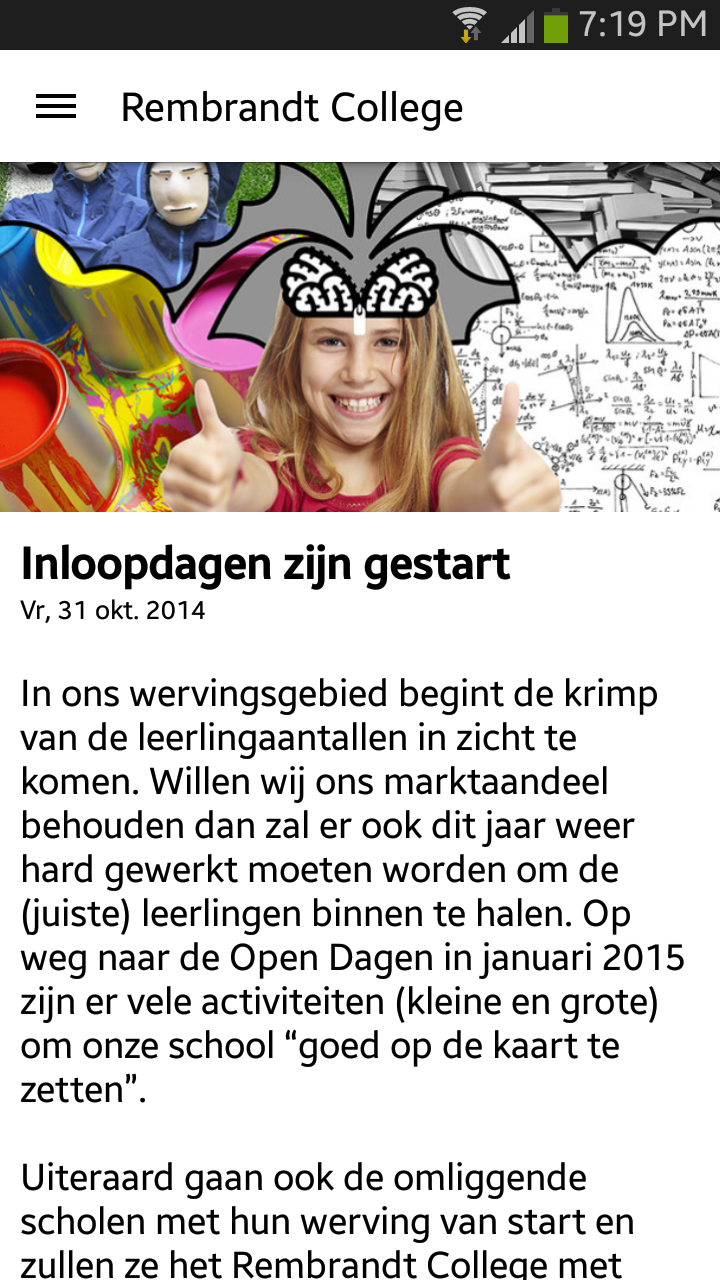 7:19 PM
Rembrandt College
Inloopdagen zijn gestart
Vr, 31 okt. 2014
In ons wervingsgebied begint de krimp
van de leerlingaantallen in zicht te
komen. Willen wij ons marktaandeel
behouden dan zal er ook dit jaar weer
hard gewerkt moeten worden om de
(juiste) leerlingen binnen te halen. Op
weg naar de Open Dagen in januari 2015
zijn er vele activiteiten (kleine en grote)
om onze school “goed op de kaart te
zetten”.
Uiteraard gaan ook de omliggende
scholen met hun werving van start en
zullen ze het Rembrandt College met